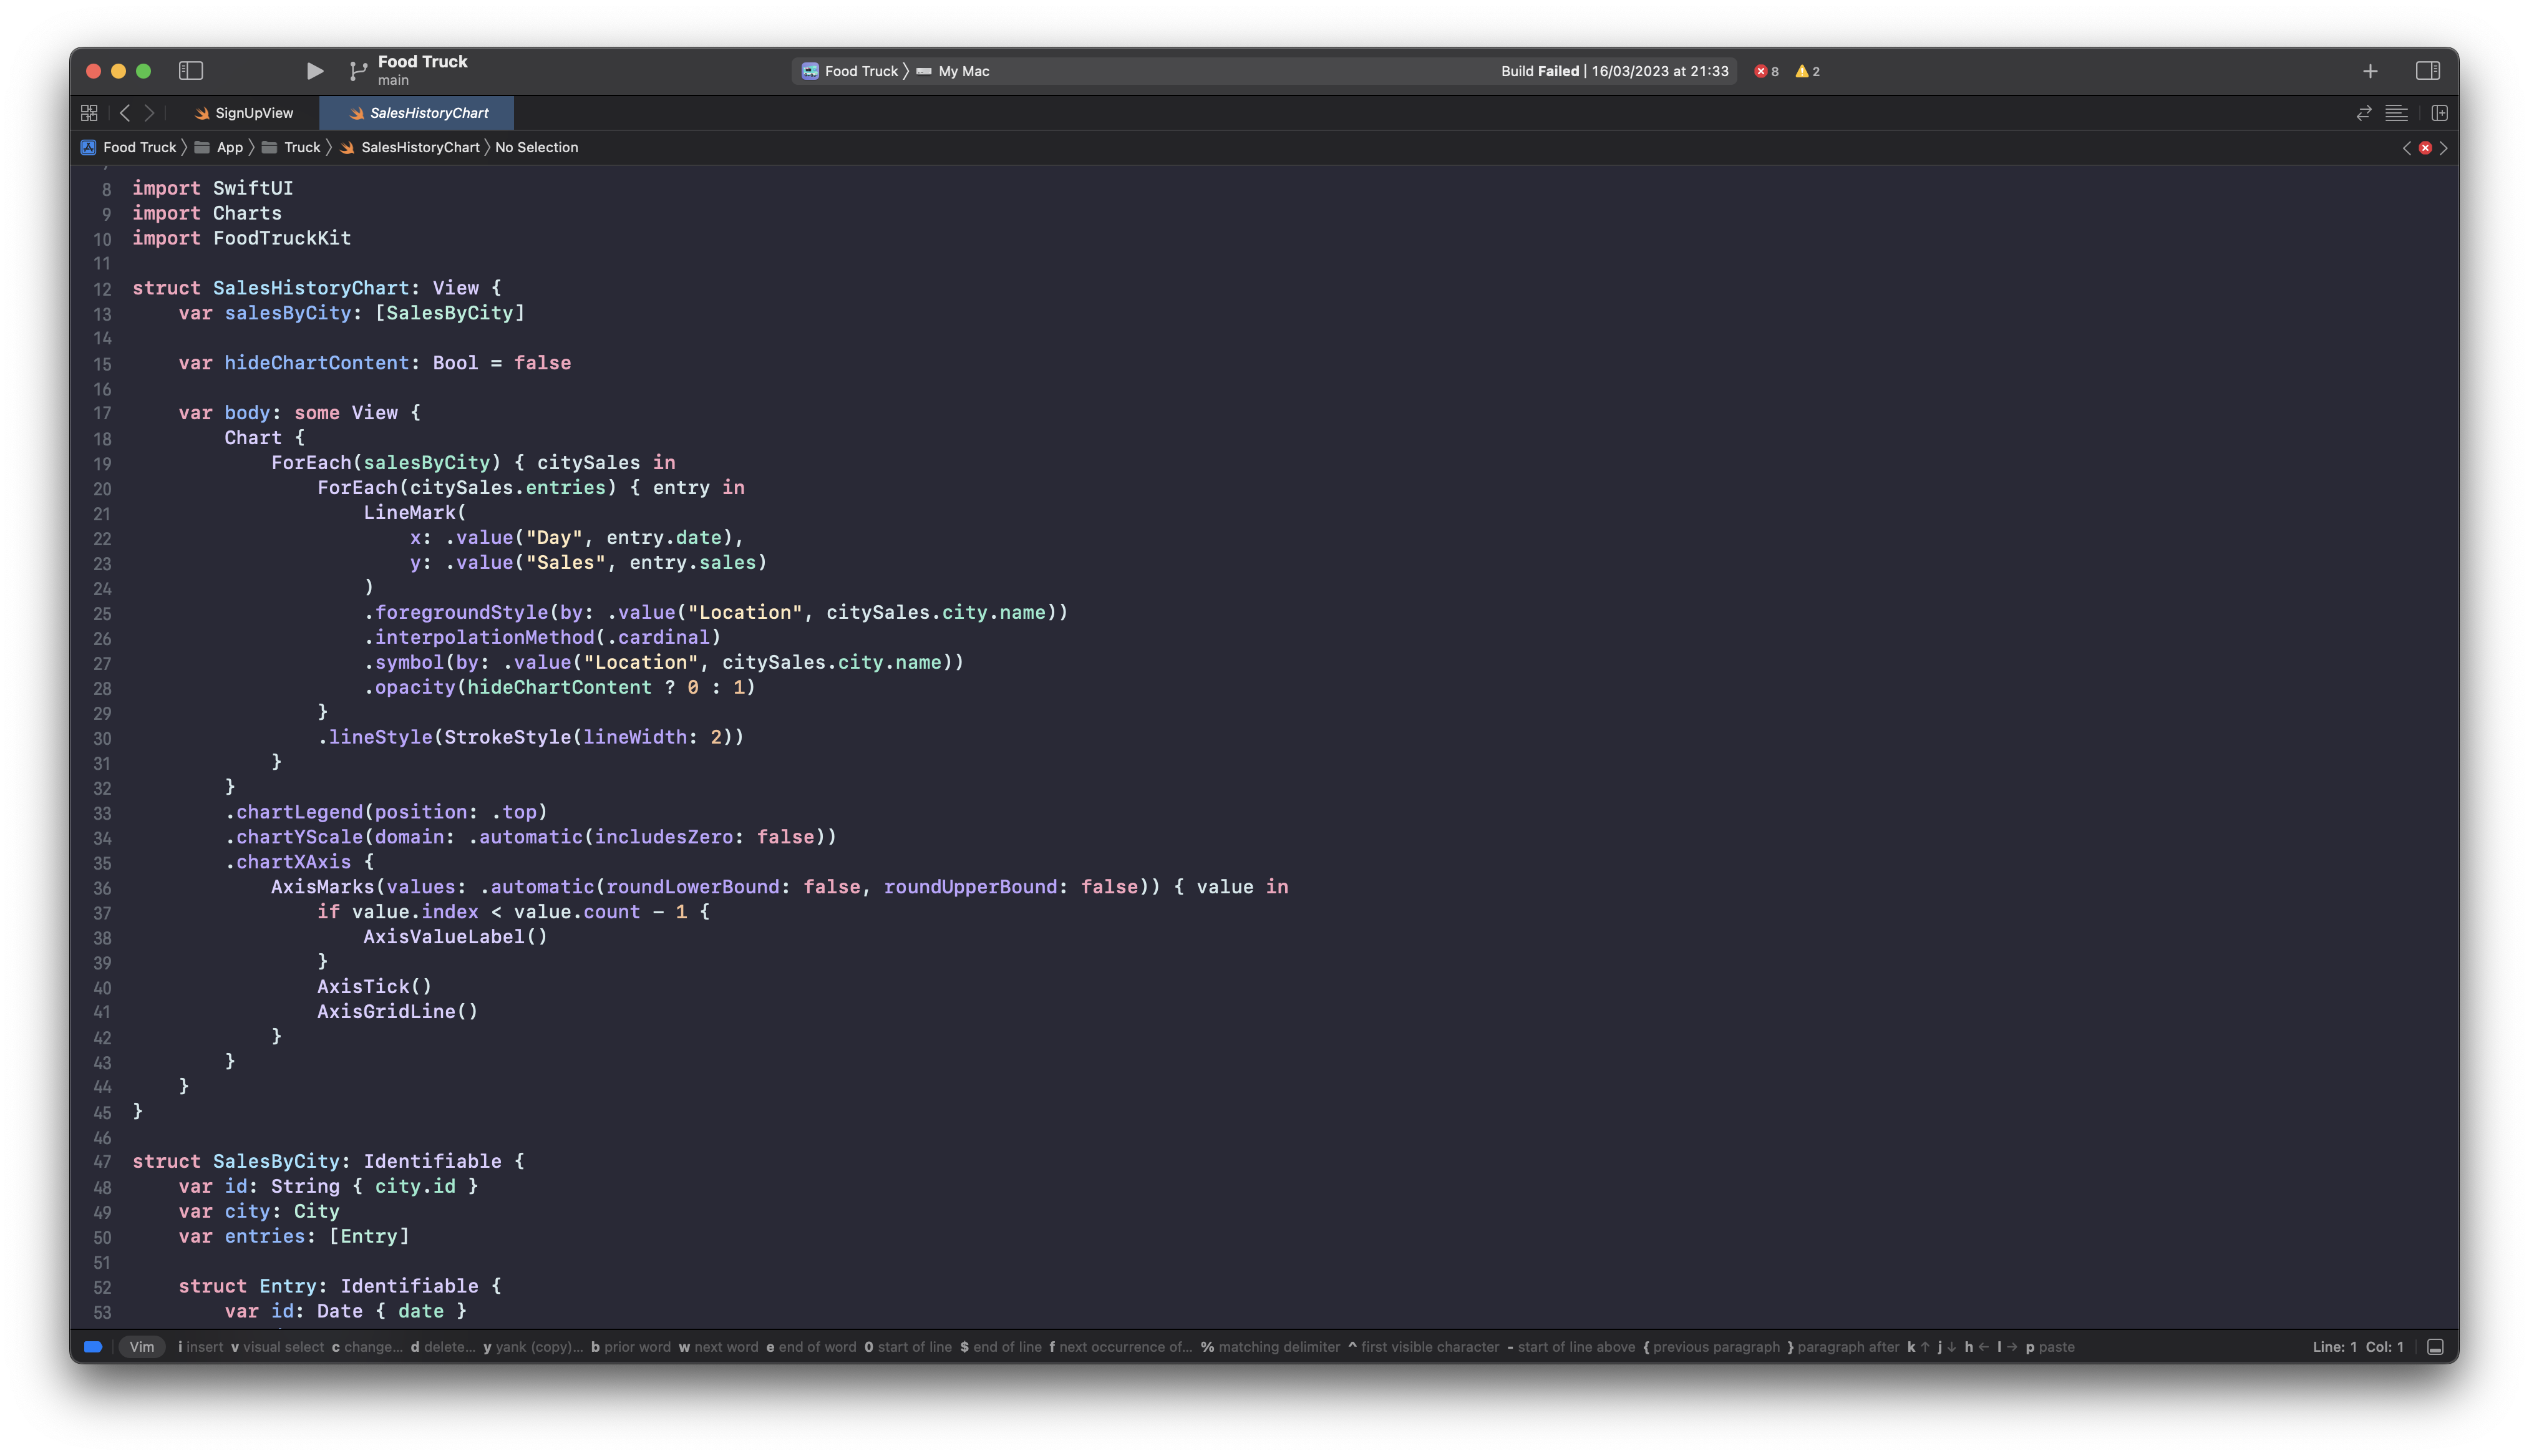 Food Truck
main
Food Truck 〉 My Mac
Build Failed | 16/03/2023 at 21:33
8
2
SignUpView
SalesHistoryChart
Food Truck 〉 App 〉 Truck 〉 SalesHistoryChart 〉 No Selection
8 import SwiftUI
9 import Charts
10 import FoodTruckKit
11
12 struct SalesHistoryChart: View {
13     var salesByCity: [SalesByCity]
14
15     var hideChartContent: Bool = false
16
17     var body: some View {
18         Chart {
19             ForEach(salesByCity) { citySales in
20                 ForEach(citySales.entries) { entry in
21                     LineMark(
22                         x: .value("Day", entry.date),
23                         y: .value("Sales", entry.sales)
24                     )
25                     .foregroundStyle(by: .value("Location", citySales.city.name))
26                     .interpolationMethod(.cardinal)
27                     .symbol(by: .value("Location", citySales.city.name))
28                     .opacity(hideChartContent ? 0 : 1)
29                 }
30                 .lineStyle(StrokeStyle(lineWidth: 2))
31             }
32         }
33         .chartLegend(position: .top)
34         .chartYScale(domain: .automatic(includesZero: false))
35         .chartXAxis {
36             AxisMarks(values: .automatic(roundLowerBound: false, roundUpperBound: false)) { value in
37                 if value.index < value.count - 1 {
38                     AxisValueLabel()
39                 }
40                 AxisTick()
41                 AxisGridLine()
42             }
43         }
44     }
45 }
46
47 struct SalesByCity: Identifiable {
48     var id: String { city.id }
49     var city: City
50     var entries: [Entry]
51
52     struct Entry: Identifiable {
53         var id: Date { date }
Vim i insert v visual select c change... d delete... y yank (copy)... b prior word w next word e end of word 0 start of line $ end of line f next occurrence of... % matching delimiter ^ first visible character - start of line above { previous paragraph } paragraph after k ↑ j ↓ h ← l → p paste
Line: 1 Col: 1